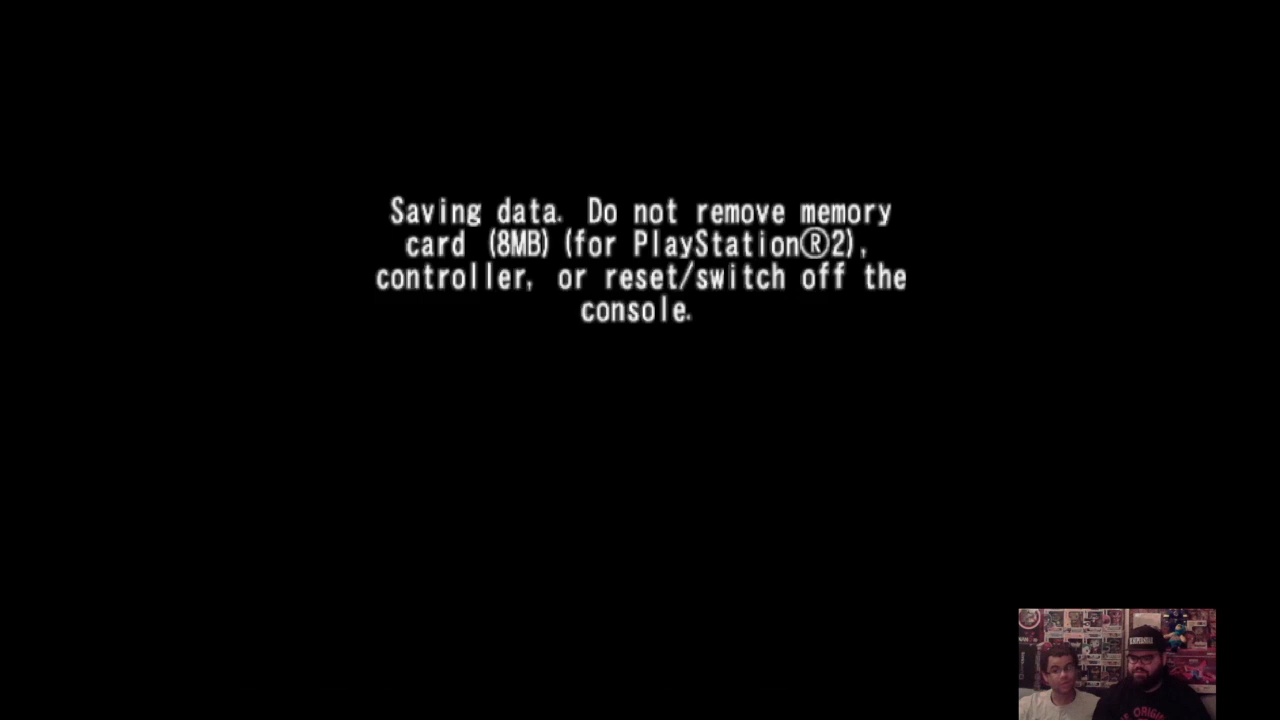 Saving data. Do not remove memory
card (8MB) (for PlayStation®2),
controller, or reset/switch off the
console.